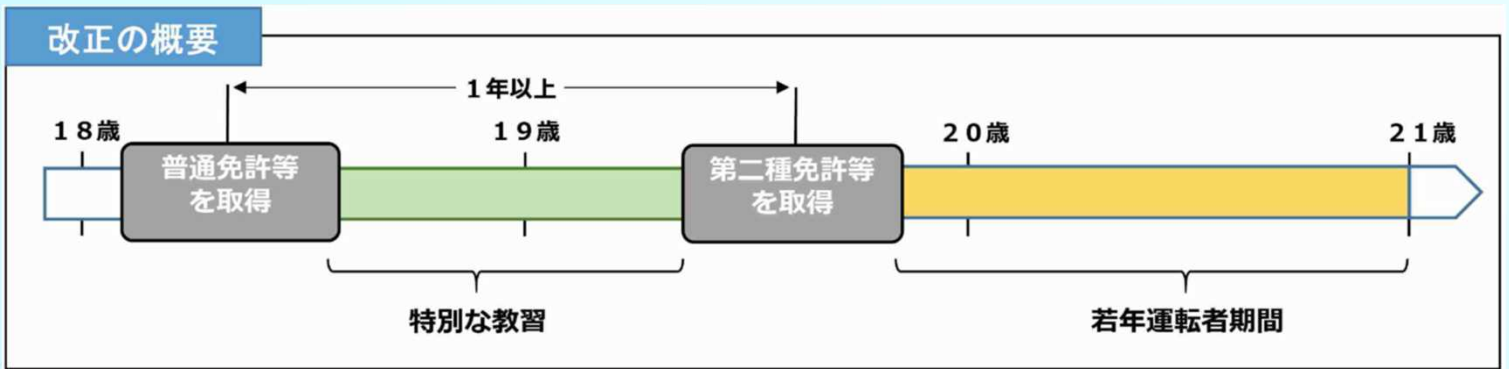 改正の概要
１年以上
１８歳
１９歳
２０歳
２１歳
普通免許等
を取得
第二種免許等
を取得
特別な教習
若年運転者期間